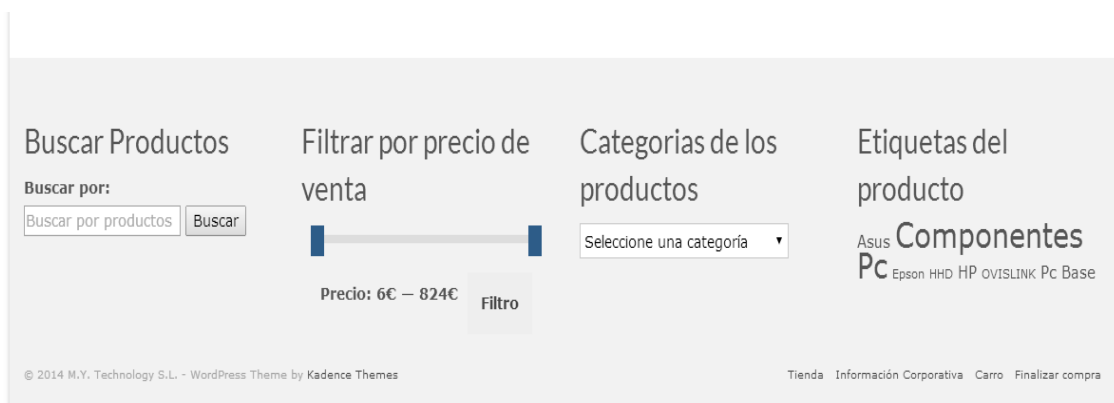 Buscar Productos
Buscar por:
Buscar por productos Buscar
Filtrar por precio de
venta
Precio: 6€ — 824€ Filtro
Categorias de los
productos
Seleccione una categoría
Etiquetas del
producto
Asus Componentes
Pc Epson HHD HP OVISLINK Pc Base
© 2014 M.Y. Technology S.L. - WordPress Theme by Kadence Themes
Tienda Información Corporativa Carro Finalizar compra